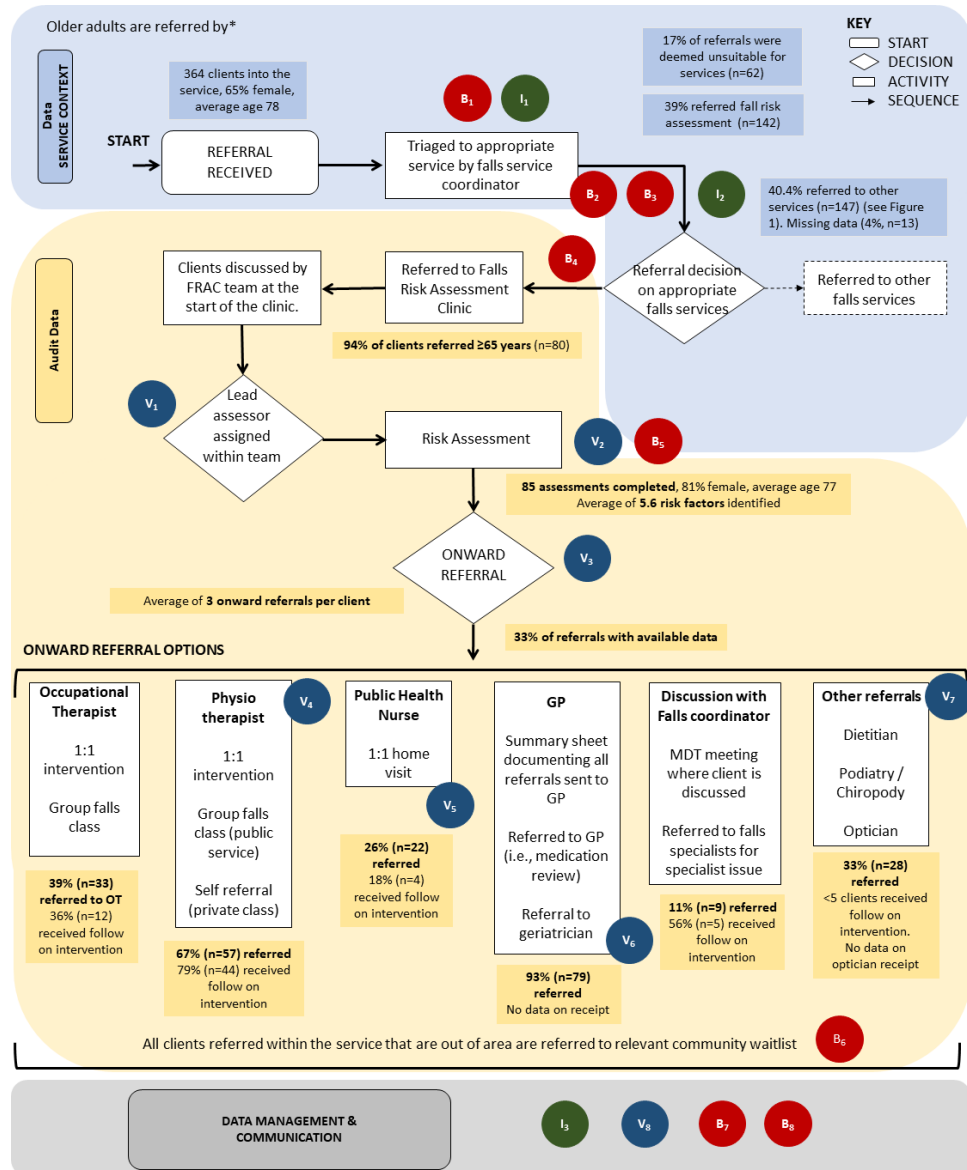 Older adults are referred by*
KEY
START
DECISION
ACTIVITY
SEQUENCE
Data
SERVICE CONTEXT
364 clients into the
service, 65% female,
average age 78
17% of referrals were
deemed unsuitable for
services (n=62)
39% referred fall risk
assessment (n=142)
B1
I1
START
REFERRAL
RECEIVED
Triaged to appropriate
service by falls service
coordinator
B2
B3
I2
40.4% referred to other
services (n=147) (see Figure
1). Missing data (4%, n=13)
B4
Clients discussed by
FRAC team at the
start of the clinic.
Referred to Falls
Risk Assessment
Clinic
Referral decision
on appropriate
falls services
Referred to other
falls services
Audit Data
94% of clients referred ≥65 years (n=80)
V1
Lead
assessor
assigned
within team
Risk Assessment
V2
B5
85 assessments completed, 81% female, average age 77
Average of 5.6 risk factors identified
ONWARD
REFERRAL
V3
Average of 3 onward referrals per client
33% of referrals with available data
ONWARD REFERRAL OPTIONS
Occupational
Therapist
1:1
intervention
Group falls
class
39% (n=33)
referred to OT
36% (n=12)
received follow
on intervention
Physio
therapist
V4
1:1
intervention
Group falls
class (public
service)
Self referral
(private class)
67% (n=57) referred
79% (n=44) received
follow on
intervention
Public Health
Nurse
1:1 home
visit
V5
26% (n=22)
referred
18% (n=4)
received follow
on intervention
GP
Summary sheet
documenting all
referrals sent to
GP
Referred to GP
(i.e., medication
review)
Referral to
geriatrician
V6
93% (n=79)
referred
No data on receipt
Discussion with
Falls coordinator
MDT meeting
where client is
discussed
Referred to falls
specialists for
specialist issue
11% (n=9) referred
56% (n=5) received
follow on
intervention
Other referrals
V7
Dietitian
Podiatry /
Chiropody
Optician
33% (n=28)
referred
<5 clients received
follow on
intervention.
No data on
optician receipt
All clients referred within the service that are out of area are referred to relevant community waitlist
B6
DATA MANAGEMENT &
COMMUNICATION
I3
V8
B7
B8